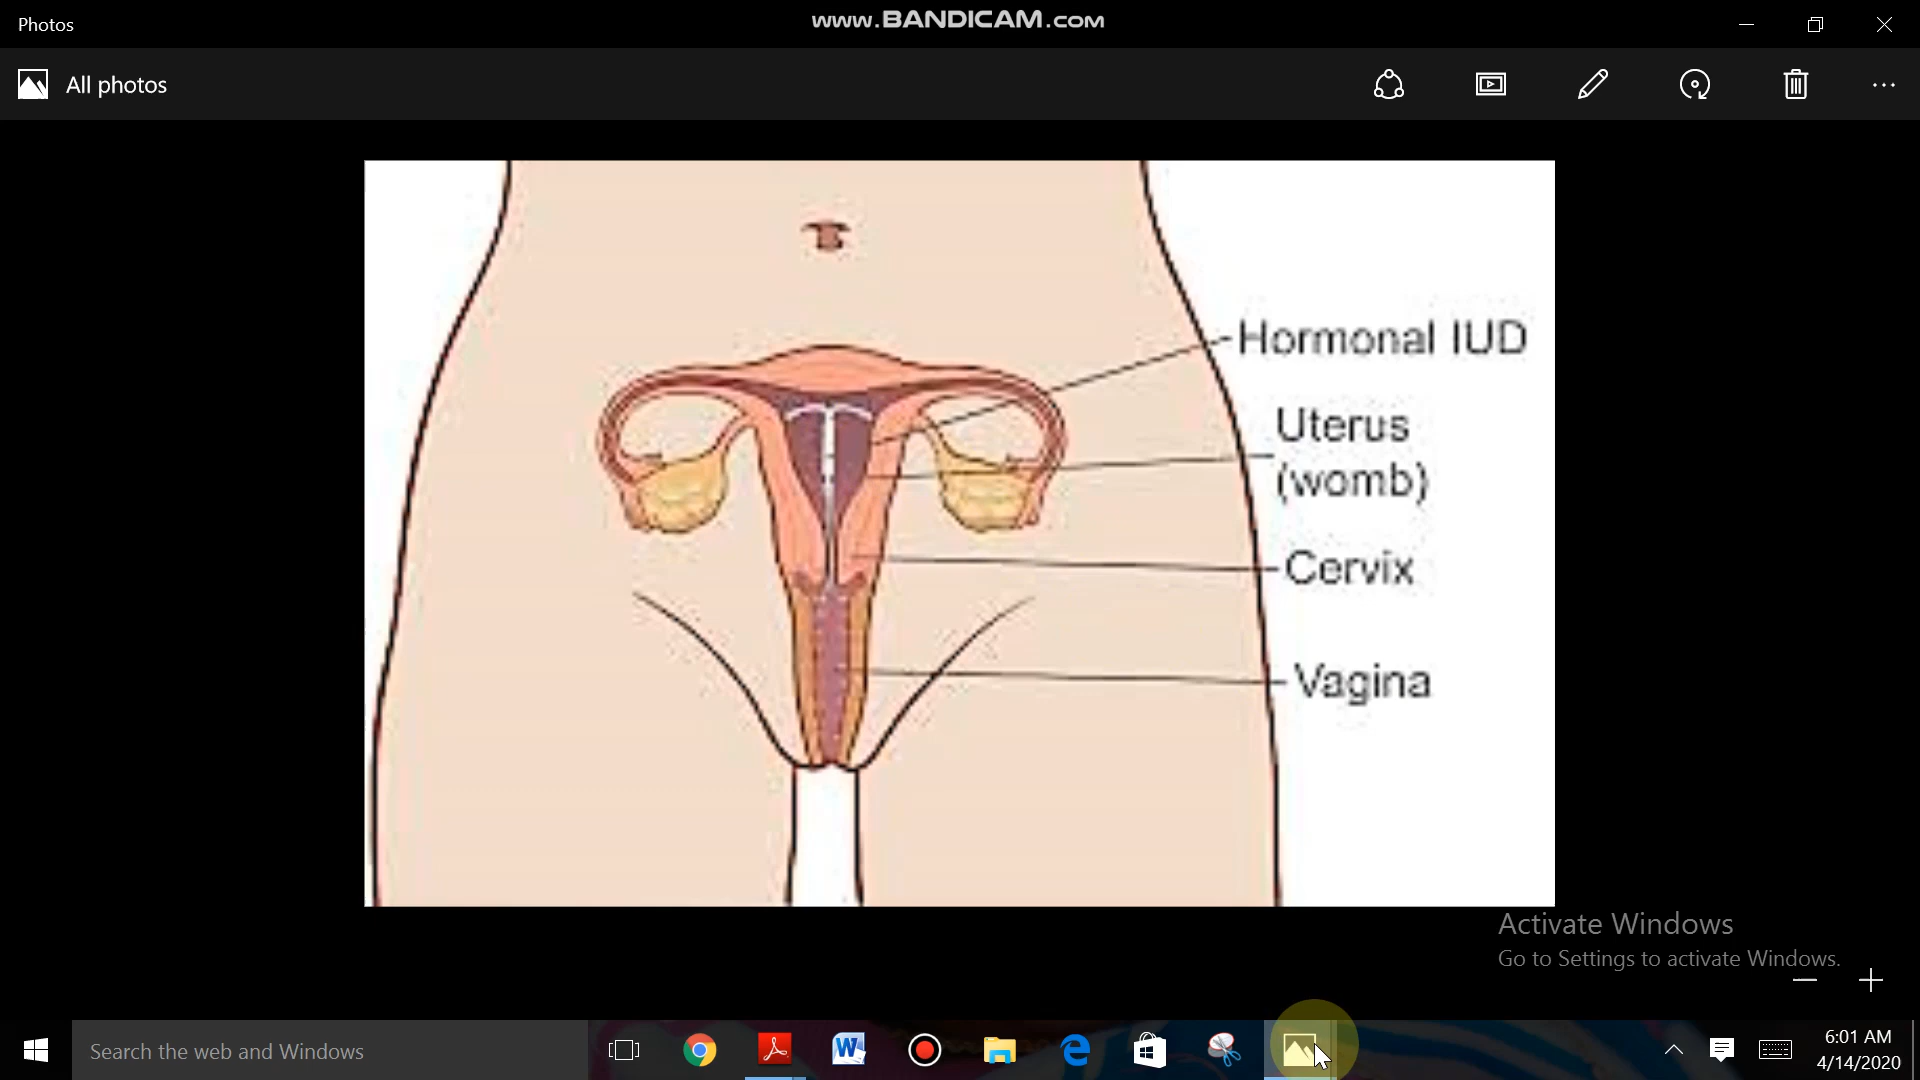 Photos
www.BANDICAM.com
All photos
Hormonal IUD
Uterus
(womb)
Cervix
Vagina
Activate Windows
Go to Settings to activate Windows.
Search the web and Windows
6:01 AM
4/14/2020